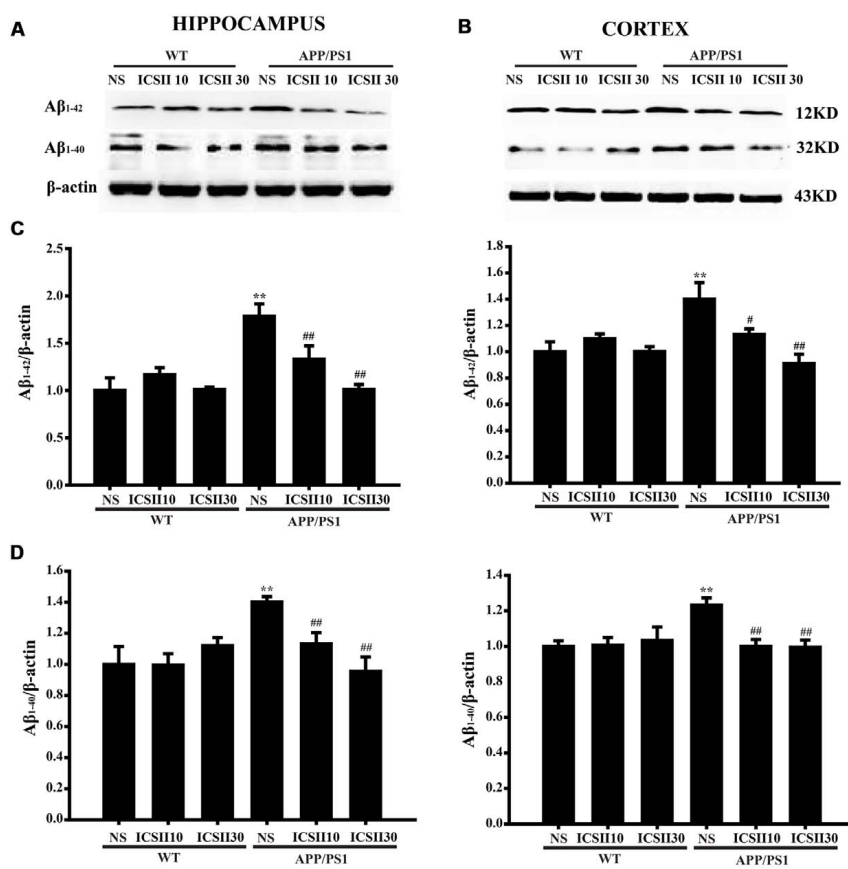 A
HIPPOCAMPUS
WT APP/PS1
NS ICSII 10 ICSII 30 NS ICSII 10 ICSII 30
Aβ1-42
Aβ1-40
β-actin
B
CORTEX
WT APP/PS1
NS ICSII 10 ICSII 30 NS ICSII 10 ICSII 30
12KD
32KD
43KD
C
Aβ1-42/β-actin
2.5
2.0
1.5
1.0
0.5
0.0
** ## ##
NS ICSII10 ICSII30 NS ICSII10 ICSII30
WT APP/PS1
Aβ1-42/β-actin
1.8
1.6
1.4
1.2
1.0
0.8
0.6
0.4
0.2
0.0
** # ##
NS ICSII10 ICSII30 NS ICSII10 ICSII30
WT APP/PS1
D
Aβ1-40/β-actin
1.6
1.4
1.2
1.0
0.8
0.6
0.4
0.2
0.0
** ## ##
NS ICSII10 ICSII30 NS ICSII10 ICSII30
WT APP/PS1
Aβ1-40/β-actin
1.4
1.2
1.0
0.8
0.6
0.4
0.2
0.0
** ## ##
NS ICSII10 ICSII30 NS ICSII10 ICSII30
WT APP/PS1